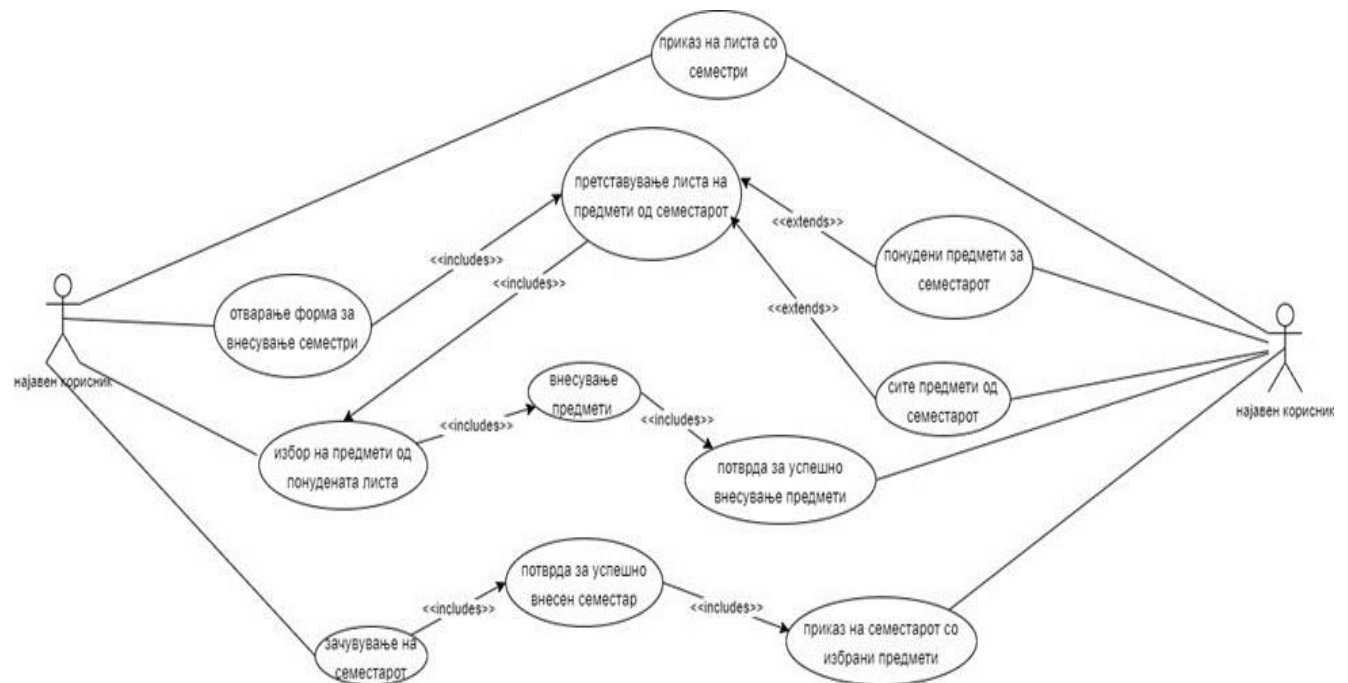 приказ на листа со
семестри
претставување листа на
предмети од семестарот
<<extends>>
понудени предмети за
семестарот
<<includes>>
<<includes>>
<<extends>>
отварање форма за
внесување семестри
најавен корисник
внесување
предмети
сите предмети од
семестарот
најавен корисник
<<includes>>
<<includes>>
избор на предмети од
понудената листа
потврда за успешно
внесување предмети
потврда за успешно
внесен семестар
<<includes>>
<<includes>>
зачувување на
семестарот
приказ на семестарот со
избрани предмети